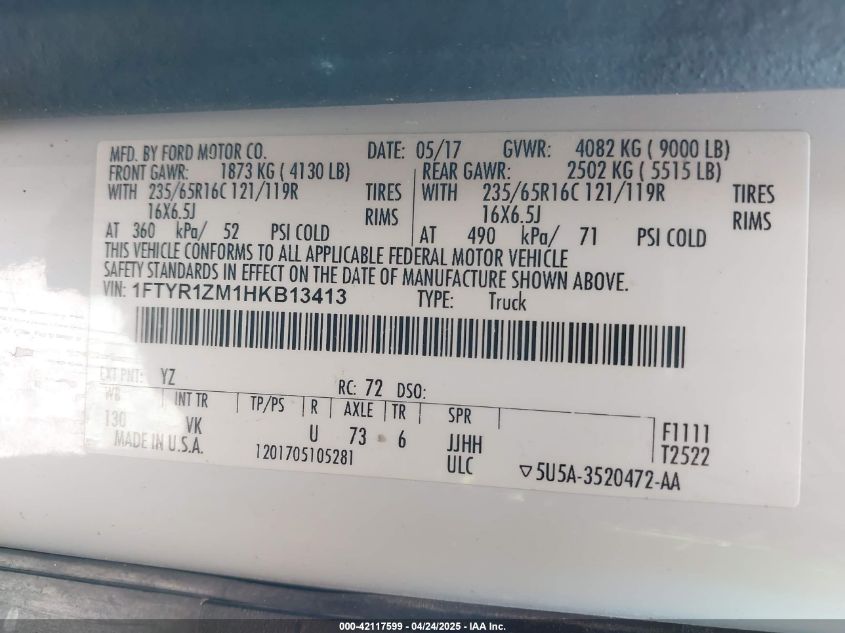 MFD. BY FORD MOTOR CO. DATE: 05/17 GVWR: 4082 KG ( 9000 LB)
FRONT GAWR: 1873 KG ( 4130 LB) REAR GAWR: 2502 KG ( 5515 LB)
WITH 235/65R16C 121/119R TIRES WITH 235/65R16C 121/119R TIRES
16X6.5J RIMS 16X6.5J RIMS
AT 360 kPa/ 52 PSI COLD AT 490 kPa/ 71 PSI COLD
THIS VEHICLE CONFORMS TO ALL APPLICABLE FEDERAL MOTOR VEHICLE
SAFETY STANDARDS IN EFFECT ON THE DATE OF MANUFACTURE SHOWN ABOVE.
VIN: 1FTYR1ZM1HKB13413 TYPE: Truck
EXT PNT: YZ RC: 72 DSO:
WB INT TR TP/PS R AXLE TR SPR
130 VK U 73 6 JJHH F1111
MADE IN U.S.A. 1201705105281 ULC T2522
5U5A-3520472-AA
000-42117599 - 04/24/2025 - IAA Inc.